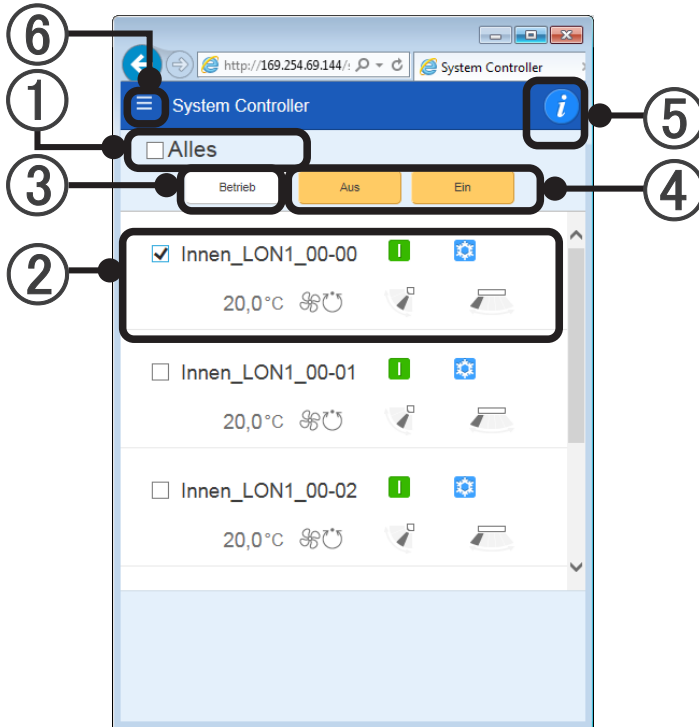 ⑥
http://169.254.69.144/
System Controller
System Controller
i
⑤
①
Alles
③
Betrieb
Aus
Ein
④
②
Innen_LON1_00-00
20,0°C
Innen_LON1_00-01
20,0°C
Innen_LON1_00-02
20,0°C